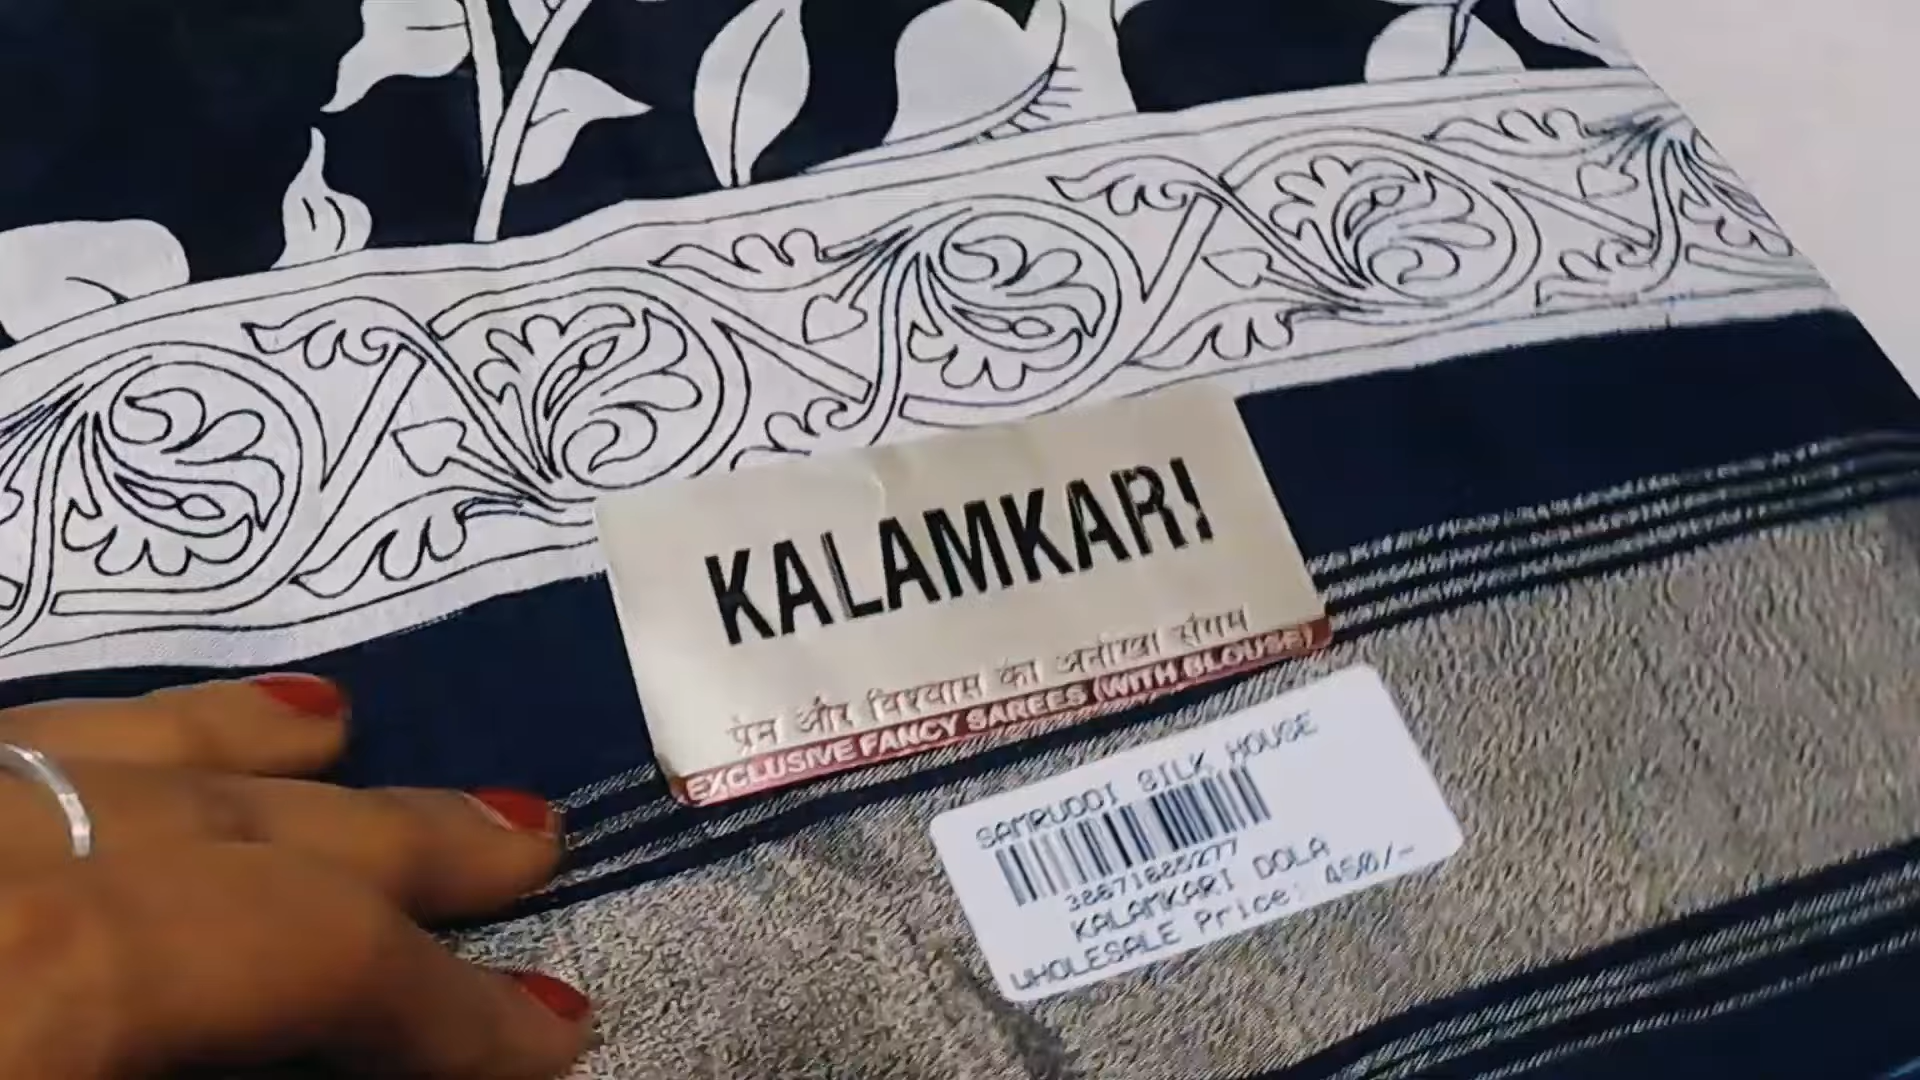 KALAMKARI
प्रेम और विश्वास का अनोखा संगम
EXCLUSIVE FANCY SAREES (WITH BLOUSE)
SAMRUDDI SILK HOUSE
KALAMKARI DOLA
WHOLESALE Price: 450/-